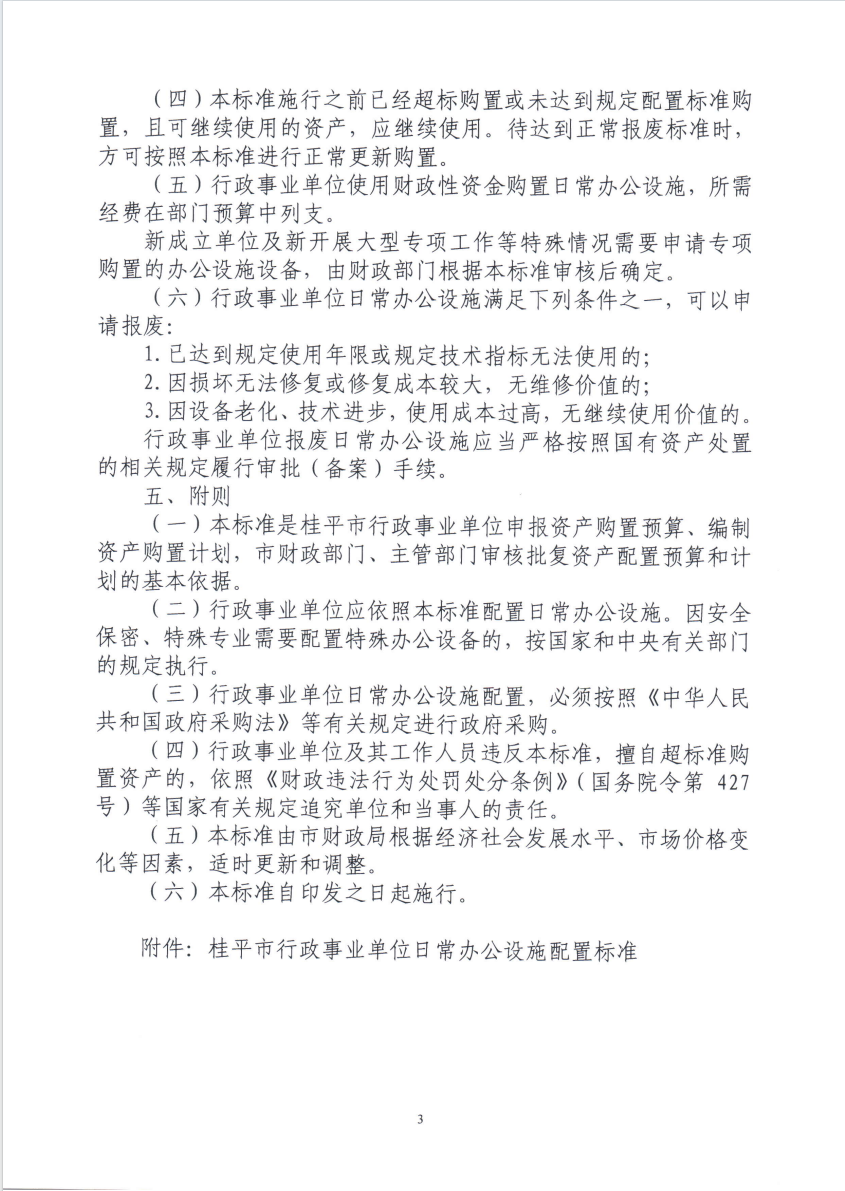 （四）本标准施行之前已经超标购置或未达到规定配置标准购
置，且可继续使用的资产，应继续使用。待达到正常报废标准时，
方可按照本标准进行正常更新购置。
（五）行政事业单位使用财政性资金购置日常办公设施，所需
经费在部门预算中列支。
新成立单位及新开展大型专项工作等特殊情况需要申请专项
购置的办公设施设备，由财政部门根据本标准审核后确定。
（六）行政事业单位日常办公设施满足下列条件之一，可以申
请报废：
1.已达到规定使用年限或规定技术指标无法使用的；
2.因损坏无法修复或修复成本较大，无维修价值的；
3.因设备老化、技术进步，使用成本过高，无继续使用价值的。
行政事业单位报废日常办公设施应当严格按照国有资产处置
的相关规定履行审批（备案）手续。
五、附则
（一）本标准是桂平市行政事业单位申报资产购置预算、编制
资产购置计划，市财政部门、主管部门审核批复资产配置预算和计
划的基本依据。
（二）行政事业单位应依照本标准配置日常办公设施。因安全
保密、特殊专业需要配置特殊办公设备的，按国家和中央有关部门
的规定执行。
（三）行政事业单位日常办公设施配置，必须按照《中华人民
共和国政府采购法》等有关规定进行政府采购。
（四）行政事业单位及其工作人员违反本标准，擅自超标准购
置资产的，依照《财政违法行为处罚处分条例》（国务院令第 427
号）等国家有关规定追究单位和当事人的责任。
（五）本标准由市财政局根据经济社会发展水平、市场价格变
化等因素，适时更新和调整。
（六）本标准自印发之日起施行。
附件：桂平市行政事业单位日常办公设施配置标准
3